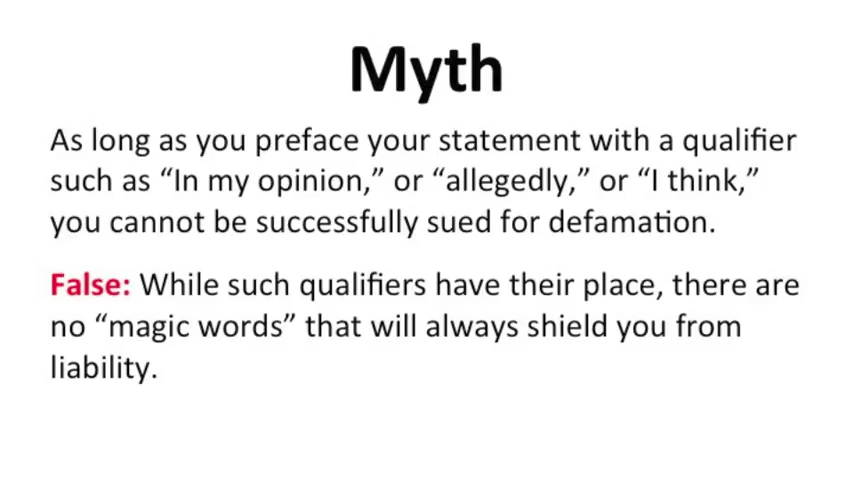 Myth
As long as you preface your statement with a qualifier
such as “In my opinion,” or “allegedly,” or “I think,”
you cannot be successfully sued for defamation.
False: While such qualifiers have their place, there are
no “magic words” that will always shield you from
liability.